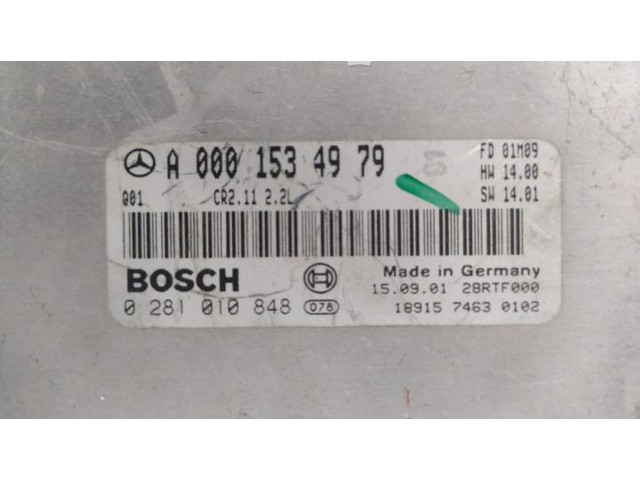 A 000 153 49 79
01
FD 01M09
HW 14.00
SW 14.01
Q01 CR2.11 2.2L
BOSCH
0 281 010 848 078
Made in Germany
15.09.01 28RTF000
18915 7463 0102